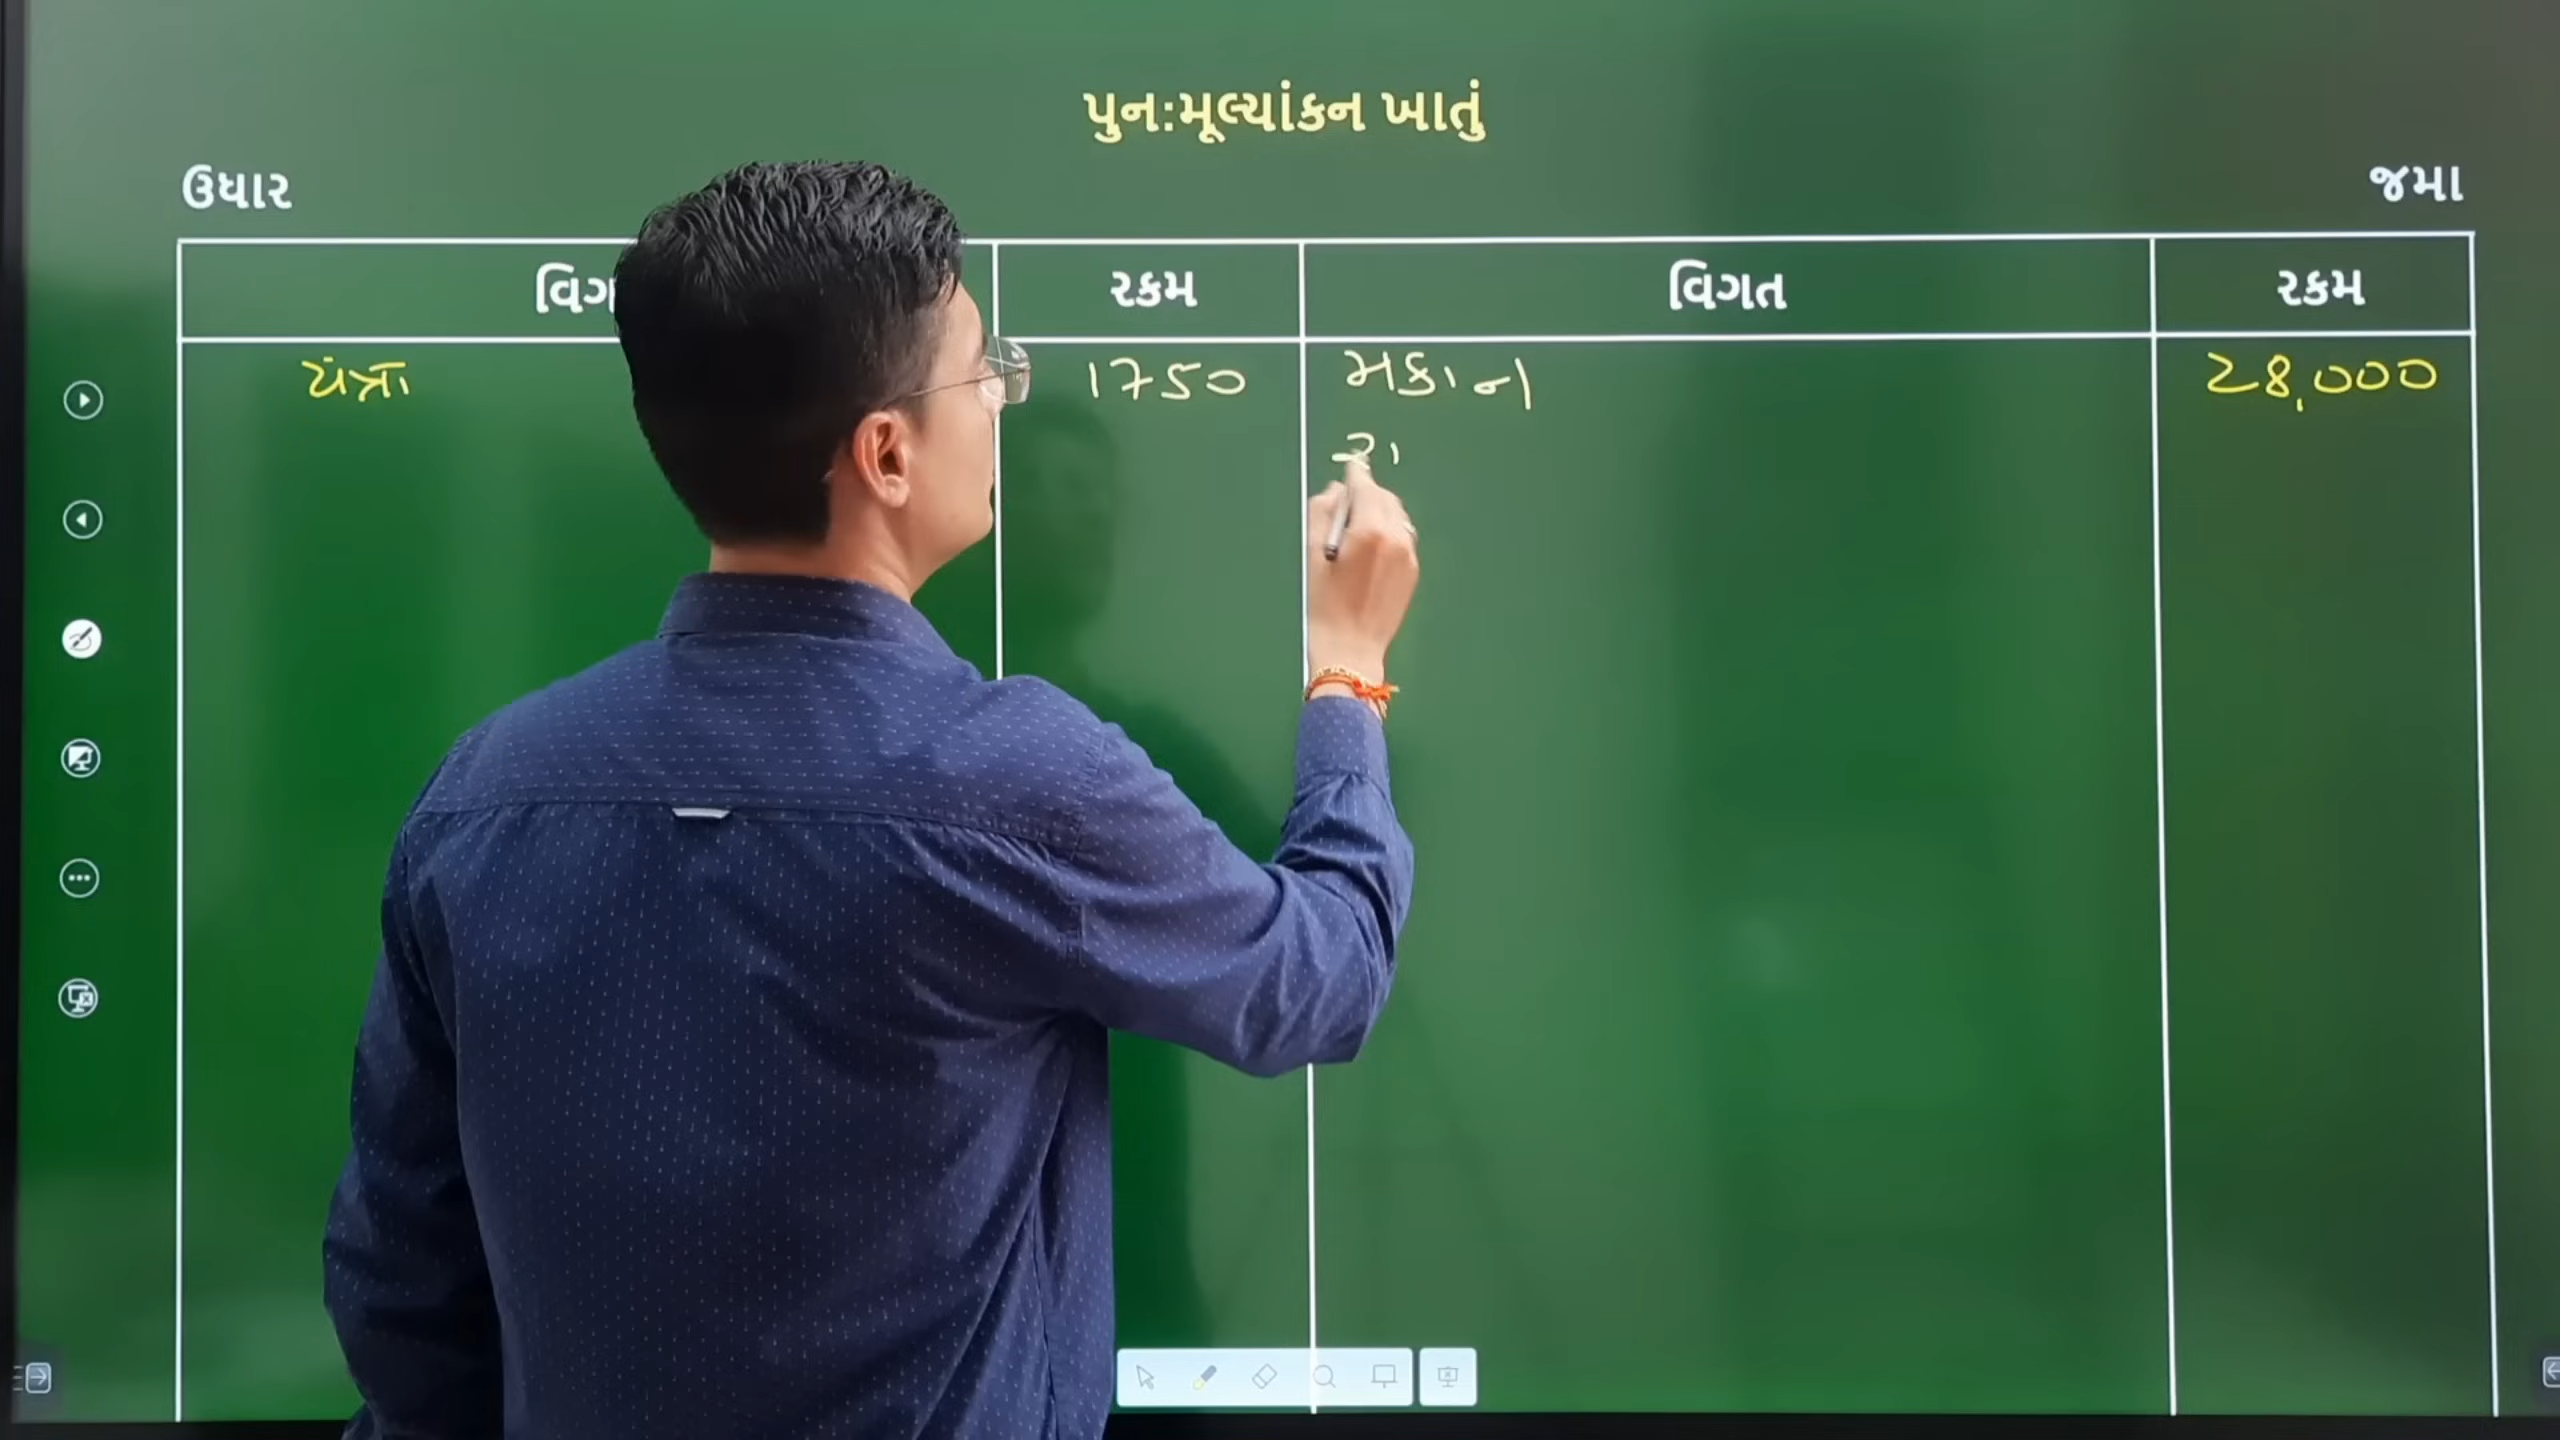 પુન:મૂલ્યાંકન ખાતું
ઉધાર જમા
રકમ વિગત રકમ
યંત્રો 1750 મકાન 28,000